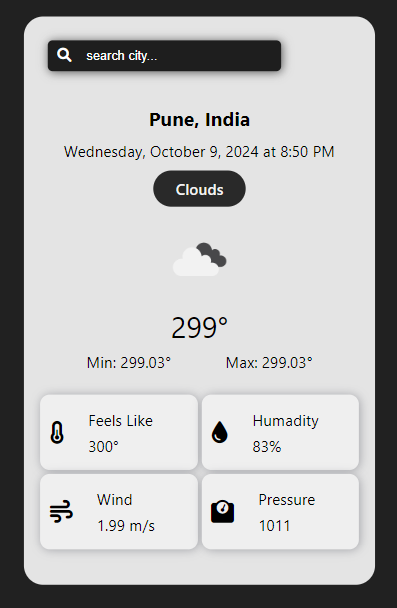 search city...
Pune, India
Wednesday, October 9, 2024 at 8:50 PM
Clouds
299°
Min: 299.03° Max: 299.03°
Feels Like
300°
Humadity
83%
Wind
1.99 m/s
Pressure
1011